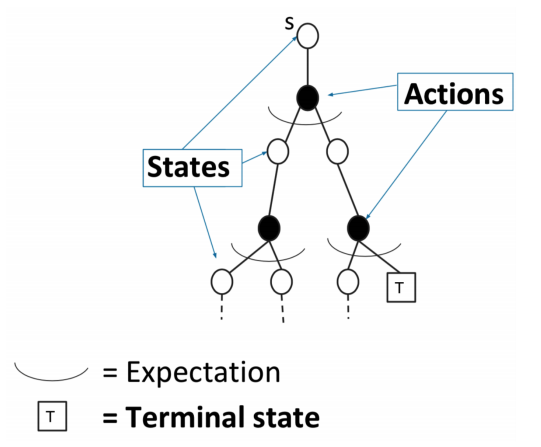 S
Actions
States
T
= Expectation
T = Terminal state